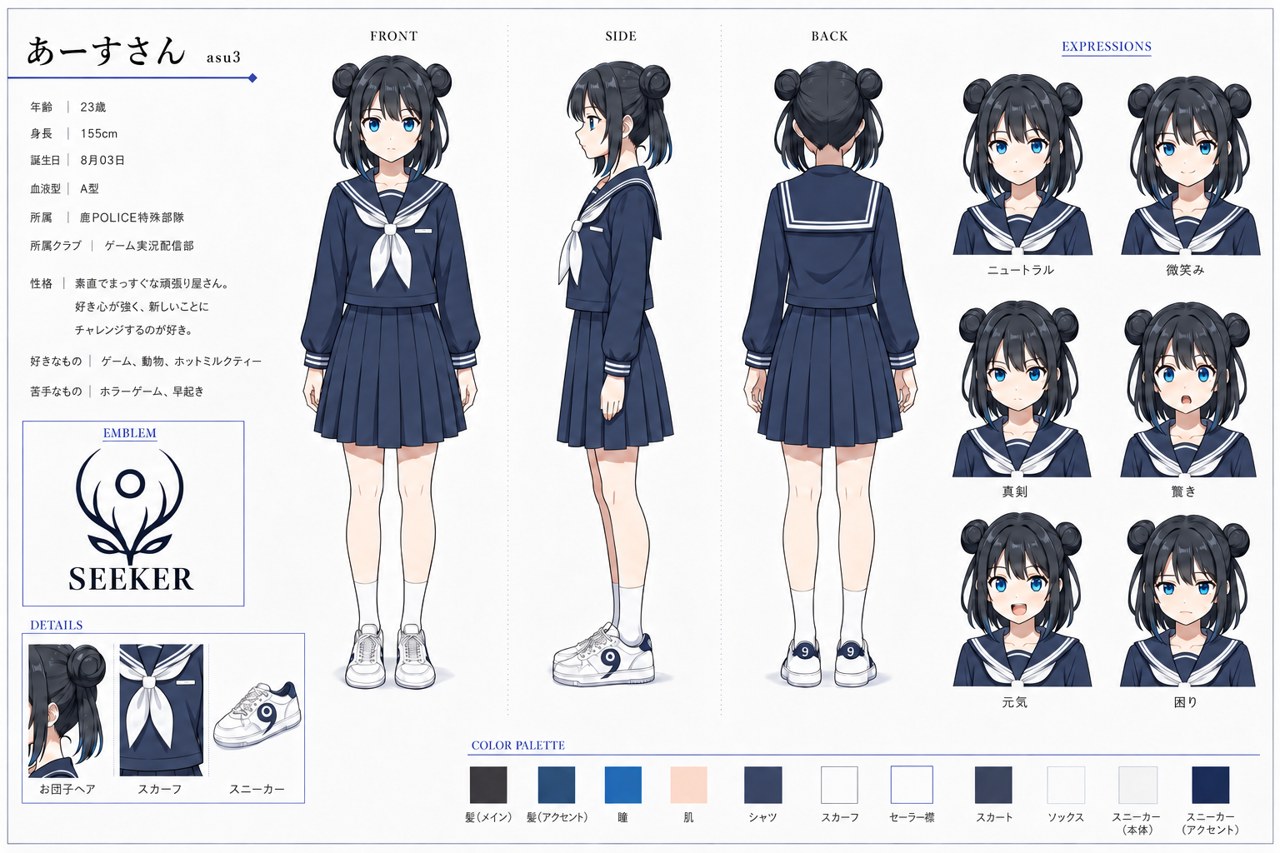 あーすさん asu3
年齢 | 23歳
身長 | 155cm
誕生日 | 8月03日
血液型 | A型
所属 | 鹿POLICE特殊部隊
所属クラブ | ゲーム実況配信部
性格 | 素直でまっすぐな頑張り屋さん。
好き心が強く、新しいことに
チャレンジするのが好き。
好きなもの | ゲーム、動物、ホットミルクティー
苦手なもの | ホラーゲーム、早起き
EMBLEM
SEEKER
DETAILS
お団子ヘア
スカーフ
9
スニーカー
FRONT
SIDE
BACK
9
9
9
EXPRESSIONS
ニュートラル
微笑み
真剣
驚き
元気
困り
COLOR PALETTE
髪(メイン)
髪(アクセント)
瞳
肌
シャツ
スカーフ
セーラー襟
スカート
ソックス
スニーカー
(本体)
スニーカー
(アクセント)